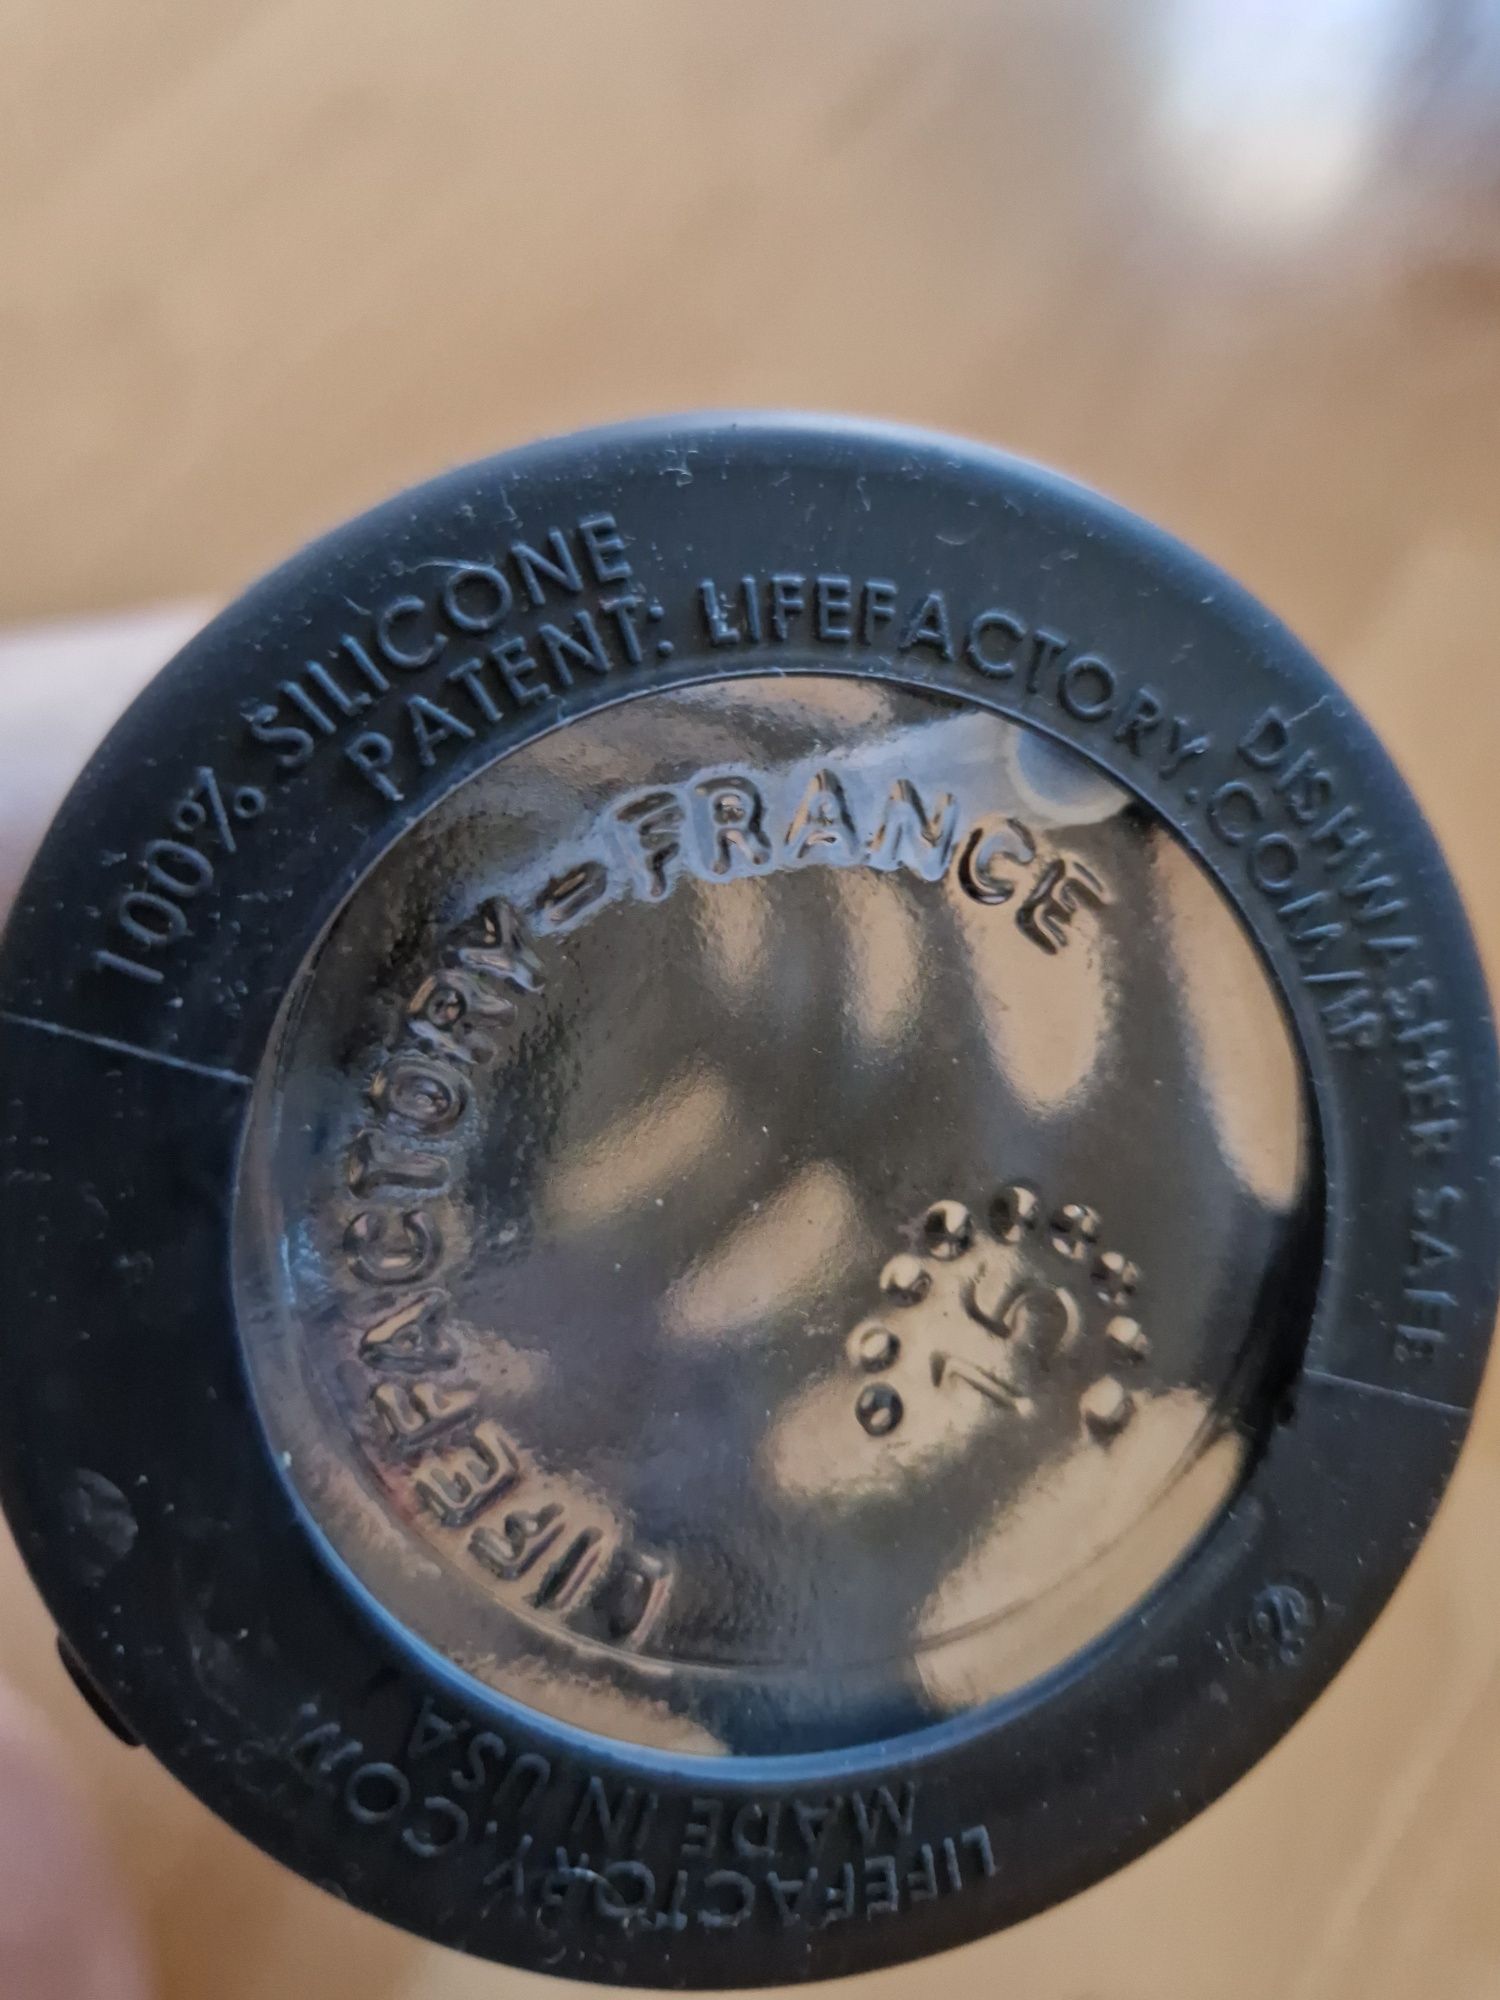 100% SILICONE
PATENT: LIFEFACTORY.COM/IP
DISHWASHER SAFE
LIFEFACTORY-FRANCE
15
LIFEFACTORY.COM
MADE IN USA